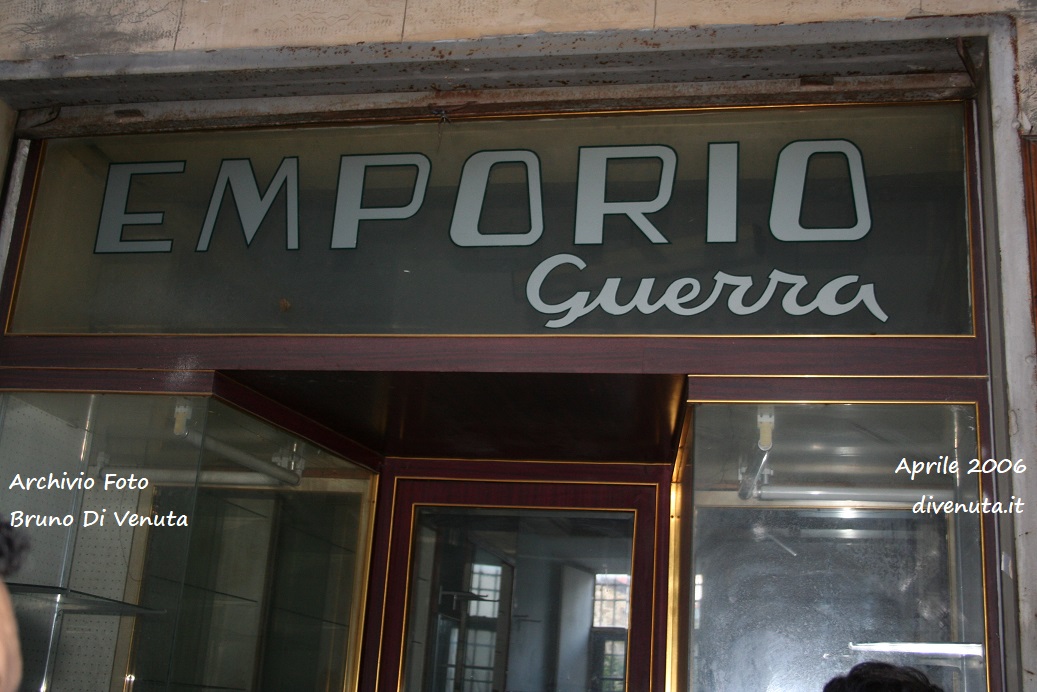 EMPORIO
Guerra
Archivio Foto
Bruno Di Venuta
Aprile 2006
divenuta.it